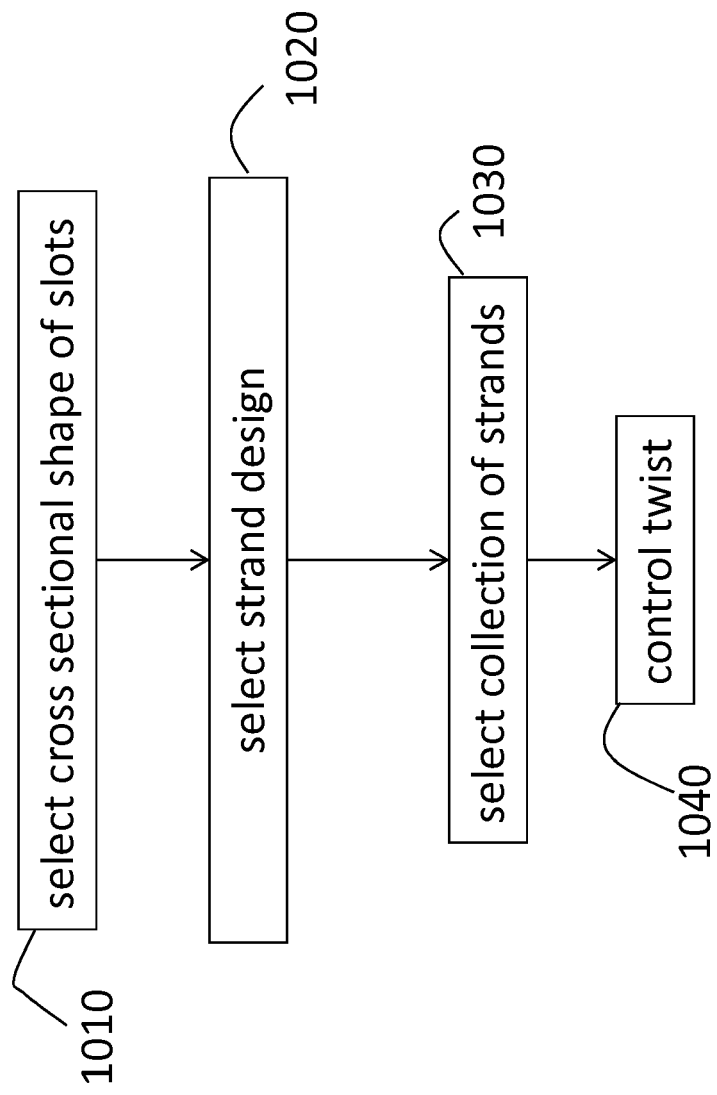 1010
select cross sectional shape of slots
select strand design
1020
select collection of strands
1030
control twist
1040